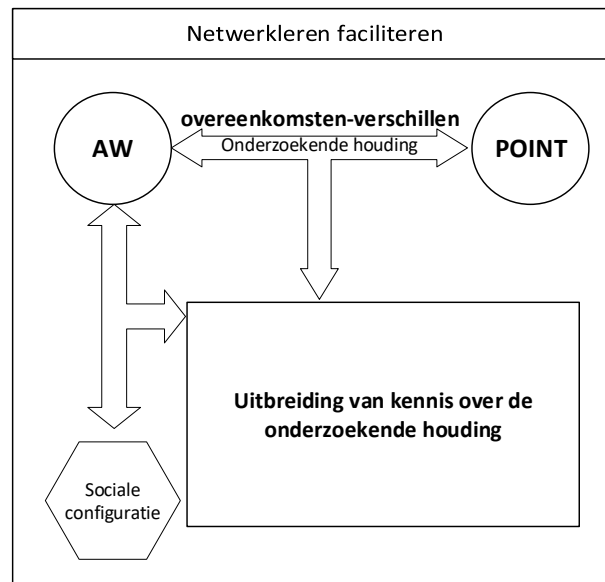 Netwerkleren faciliteren
overeenkomsten-verschillen
AW
Onderzoekende houding
POINT
Uitbreiding van kennis over de
onderzoekende houding
Sociale
configuratie